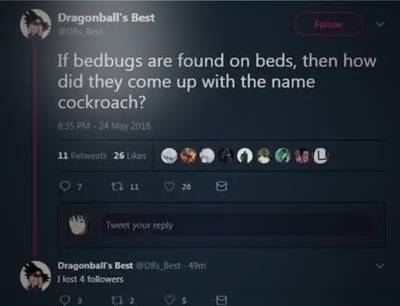 Dragonball's Best
@DBs_Best
Follow
If bedbugs are found on beds, then how
did they come up with the name
cockroach?
8:35 PM - 24 May 2018
11 Retweets 26 Likes
7 11 26
Tweet your reply
Dragonball's Best @DBs_Best · 49m
I lost 4 followers
3 2 5